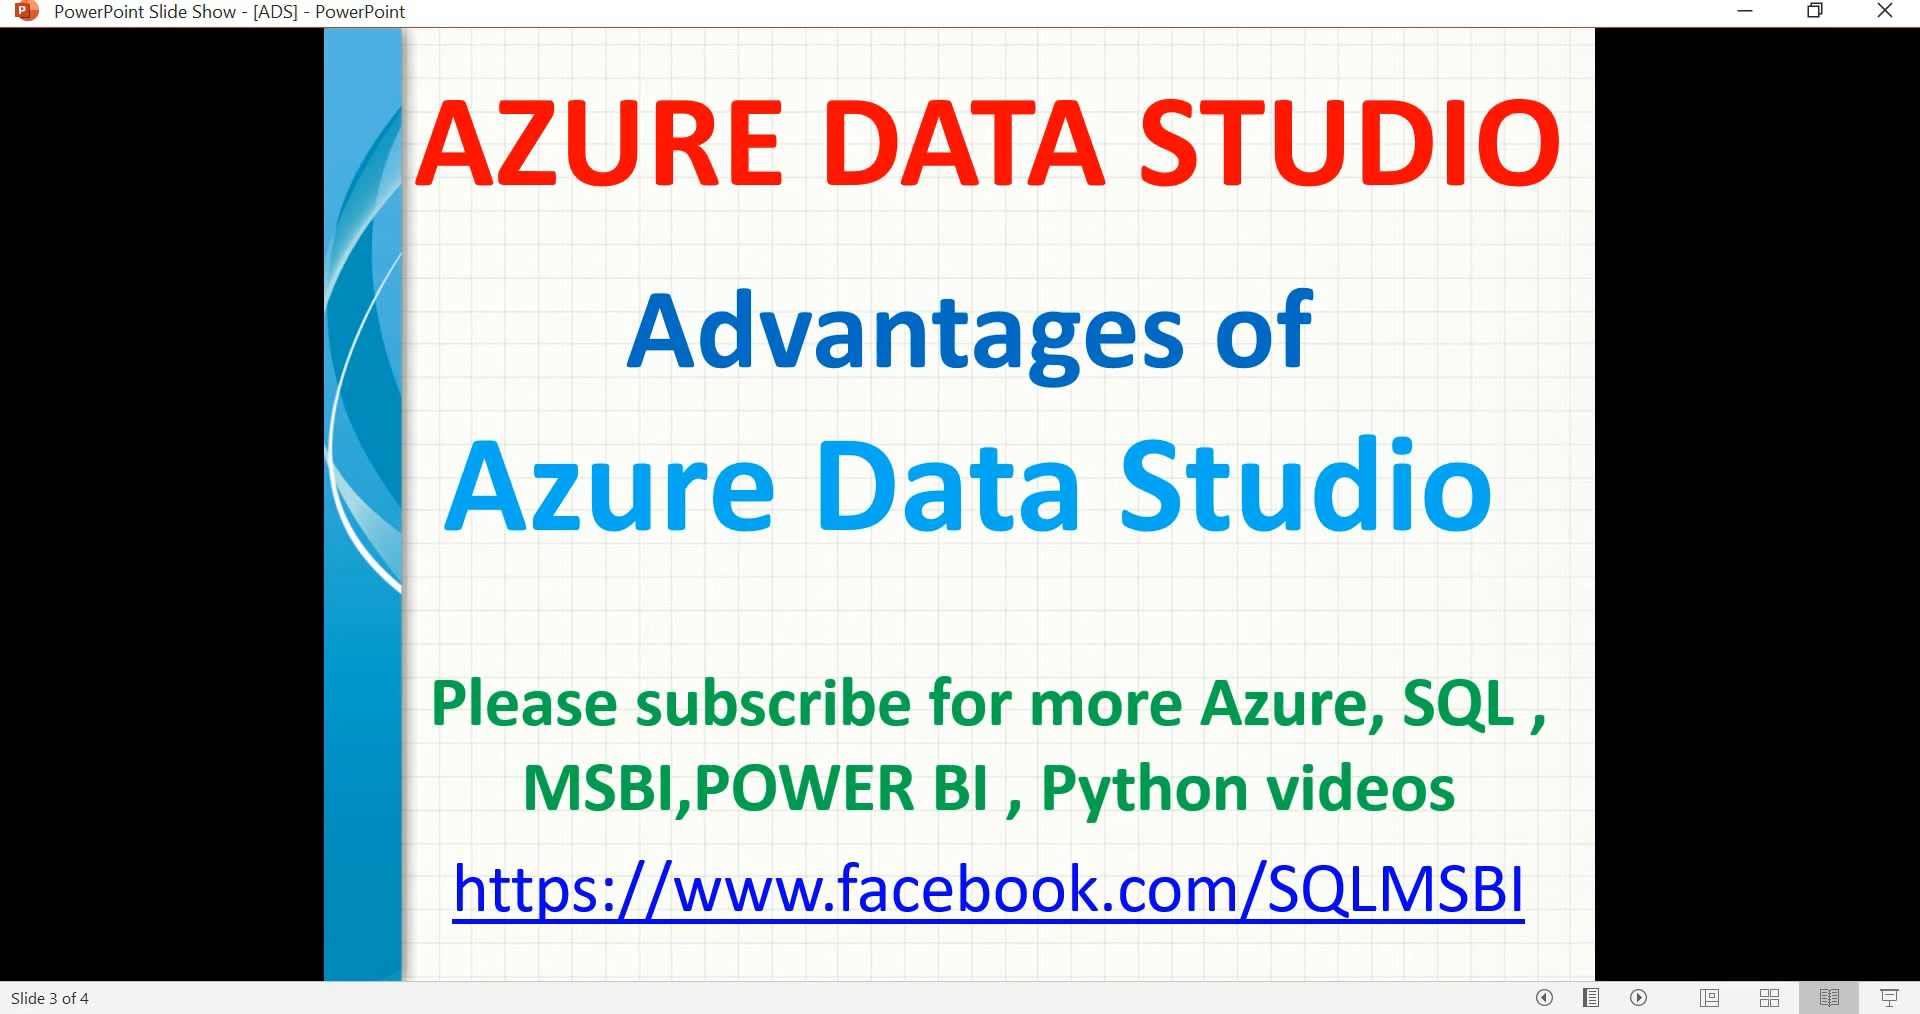 PowerPoint Slide Show - [ADS] - PowerPoint
AZURE DATA STUDIO
Advantages of
Azure Data Studio
Please subscribe for more Azure, SQL ,
MSBI,POWER BI , Python videos
https://www.facebook.com/SQLMSBI
Slide 3 of 4